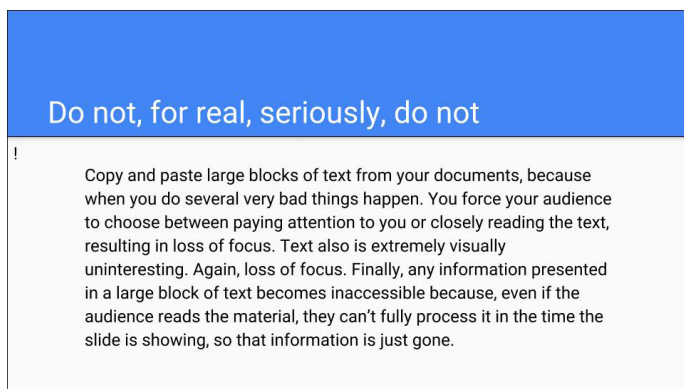 Do not, for real, seriously, do not
!
Copy and paste large blocks of text from your documents, because
when you do several very bad things happen. You force your audience
to choose between paying attention to you or closely reading the text,
resulting in loss of focus. Text also is extremely visually
uninteresting. Again, loss of focus. Finally, any information presented
in a large block of text becomes inaccessible because, even if the
audience reads the material, they can’t fully process it in the time the
slide is showing, so that information is just gone.